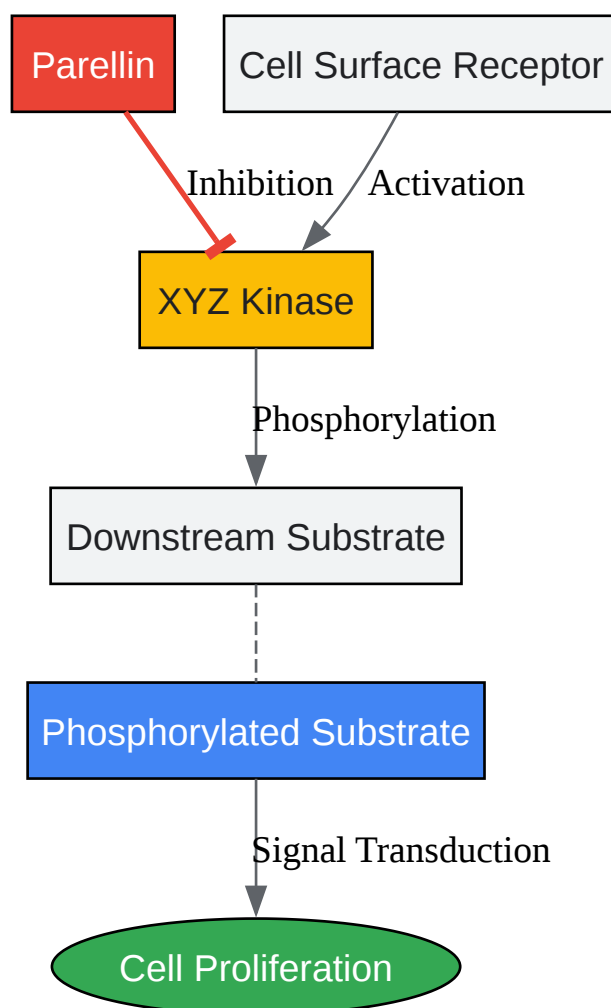 Parellin
Cell Surface Receptor
Inhibition
Activation
XYZ Kinase
Phosphorylation
Downstream Substrate
Phosphorylated Substrate
Signal Transduction
Cell Proliferation